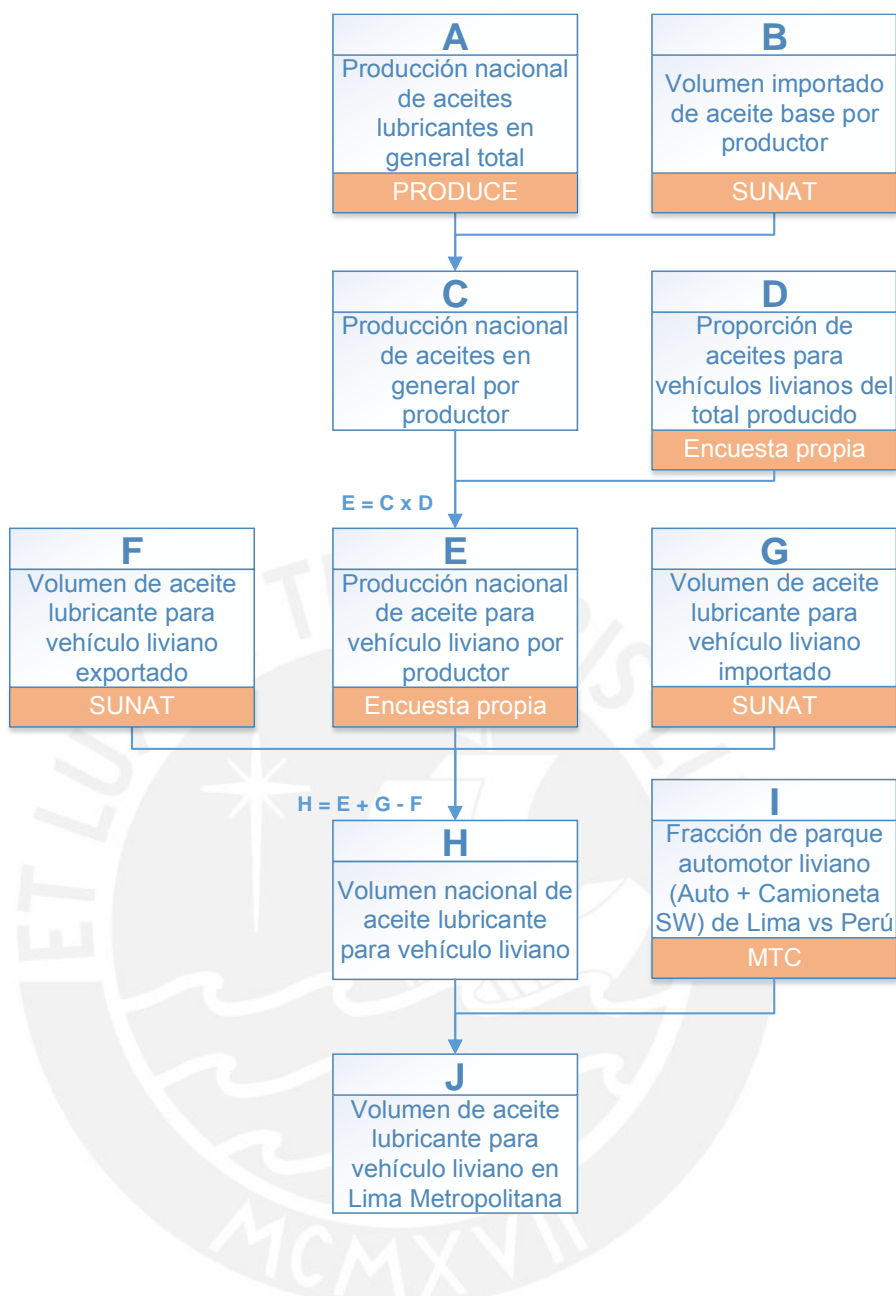 A
Producción nacional
de aceites
lubricantes en
general total
PRODUCE
B
Volumen importado
de aceite base por
productor
SUNAT
C
Producción nacional
de aceites en
general por
productor
D
Proporción de
aceites para
vehículos livianos del
total producido
Encuesta propia
E = C x D
F
Volumen de aceite
lubricante para
vehículo liviano
exportado
SUNAT
E
Producción nacional
de aceite para
vehículo liviano por
productor
Encuesta propia
G
Volumen de aceite
lubricante para
vehículo liviano
importado
SUNAT
H = E + G - F
H
Volumen nacional de
aceite lubricante
para vehículo liviano
I
Fracción de parque
automotor liviano
(Auto + Camioneta
SW) de Lima vs Perú
MTC
J
Volumen de aceite
lubricante para
vehículo liviano en
Lima Metropolitana
MCMXVII